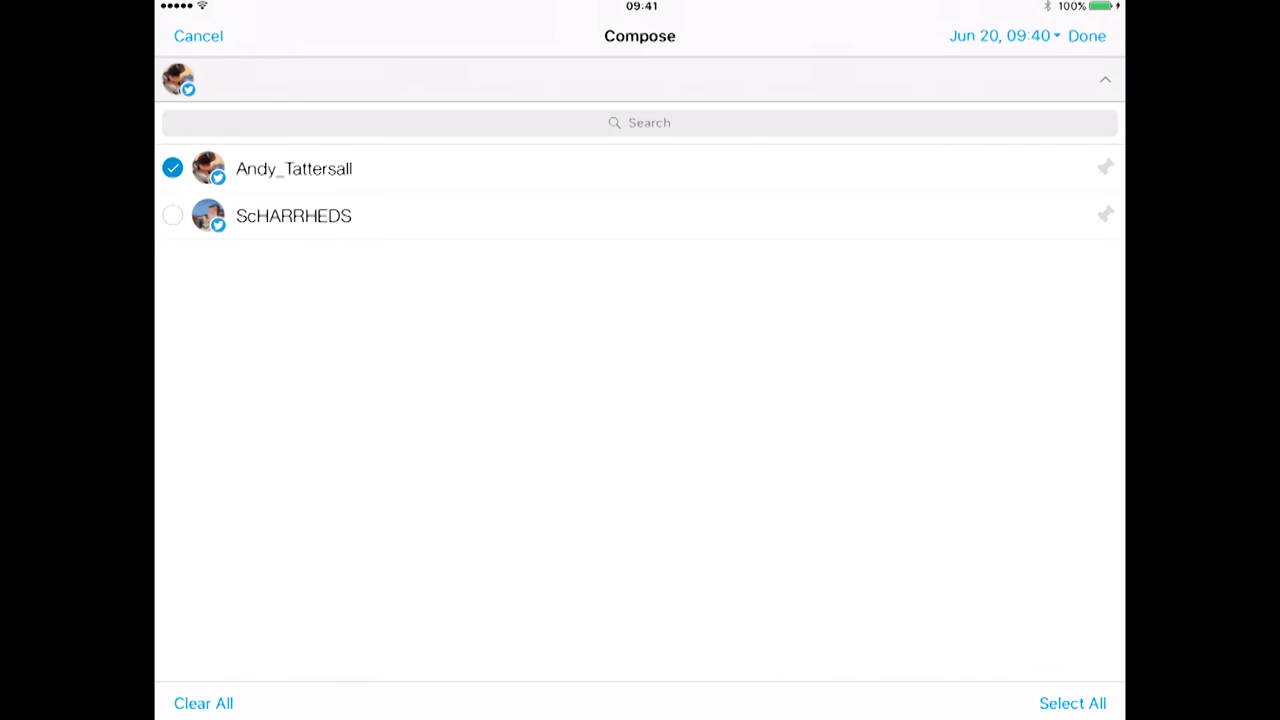 09:41
100%
Cancel
Compose
Jun 20, 09:40
Done
Search
Andy_Tattersall
ScHARRHEDS
Clear All
Select All